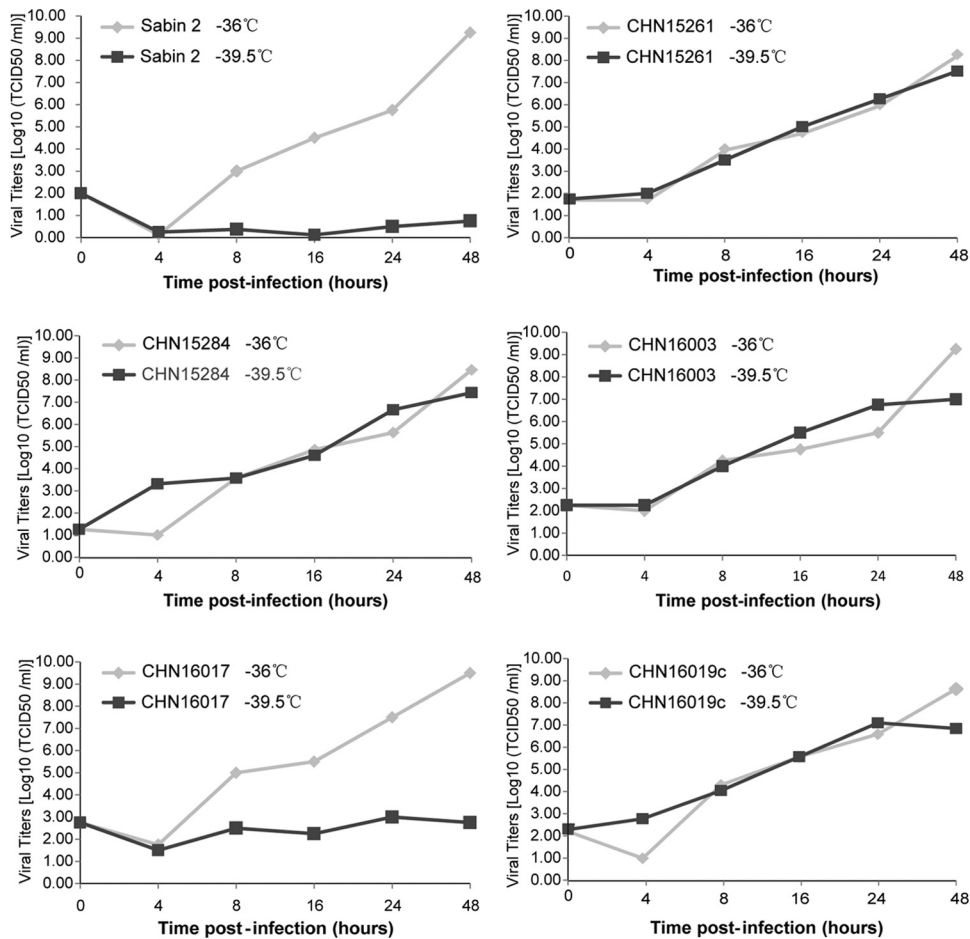 Viral Titers [Log10 (TCID50 /ml)]
10.00
9.00
8.00
7.00
6.00
5.00
4.00
3.00
2.00
1.00
0.00
Sabin 2 -36℃
Sabin 2 -39.5℃
0 4 8 16 24 48
Time post-infection (hours)
Viral Titers [Log10 (TCID50 /ml)]
10.00
9.00
8.00
7.00
6.00
5.00
4.00
3.00
2.00
1.00
0.00
CHN15261 -36℃
CHN15261 -39.5℃
0 4 8 16 24 48
Time post-infection (hours)
Viral Titers [Log10 (TCID50 /ml)]
10.00
9.00
8.00
7.00
6.00
5.00
4.00
3.00
2.00
1.00
0.00
CHN15284 -36℃
CHN15284 -39.5℃
0 4 8 16 24 48
Time post-infection (hours)
Viral Titers [Log10 (TCID50 /ml)]
10.00
9.00
8.00
7.00
6.00
5.00
4.00
3.00
2.00
1.00
0.00
CHN16003 -36℃
CHN16003 -39.5℃
0 4 8 16 24 48
Time post-infection (hours)
Viral Titers [Log10 (TCID50 /ml)]
10.00
9.00
8.00
7.00
6.00
5.00
4.00
3.00
2.00
1.00
0.00
CHN16017 -36℃
CHN16017 -39.5℃
0 4 8 16 24 48
Time post-infection (hours)
Viral Titers [Log10 (TCID50 /ml)]
10.00
9.00
8.00
7.00
6.00
5.00
4.00
3.00
2.00
1.00
0.00
CHN16019c -36℃
CHN16019c -39.5℃
0 4 8 16 24 48
Time post-infection (hours)